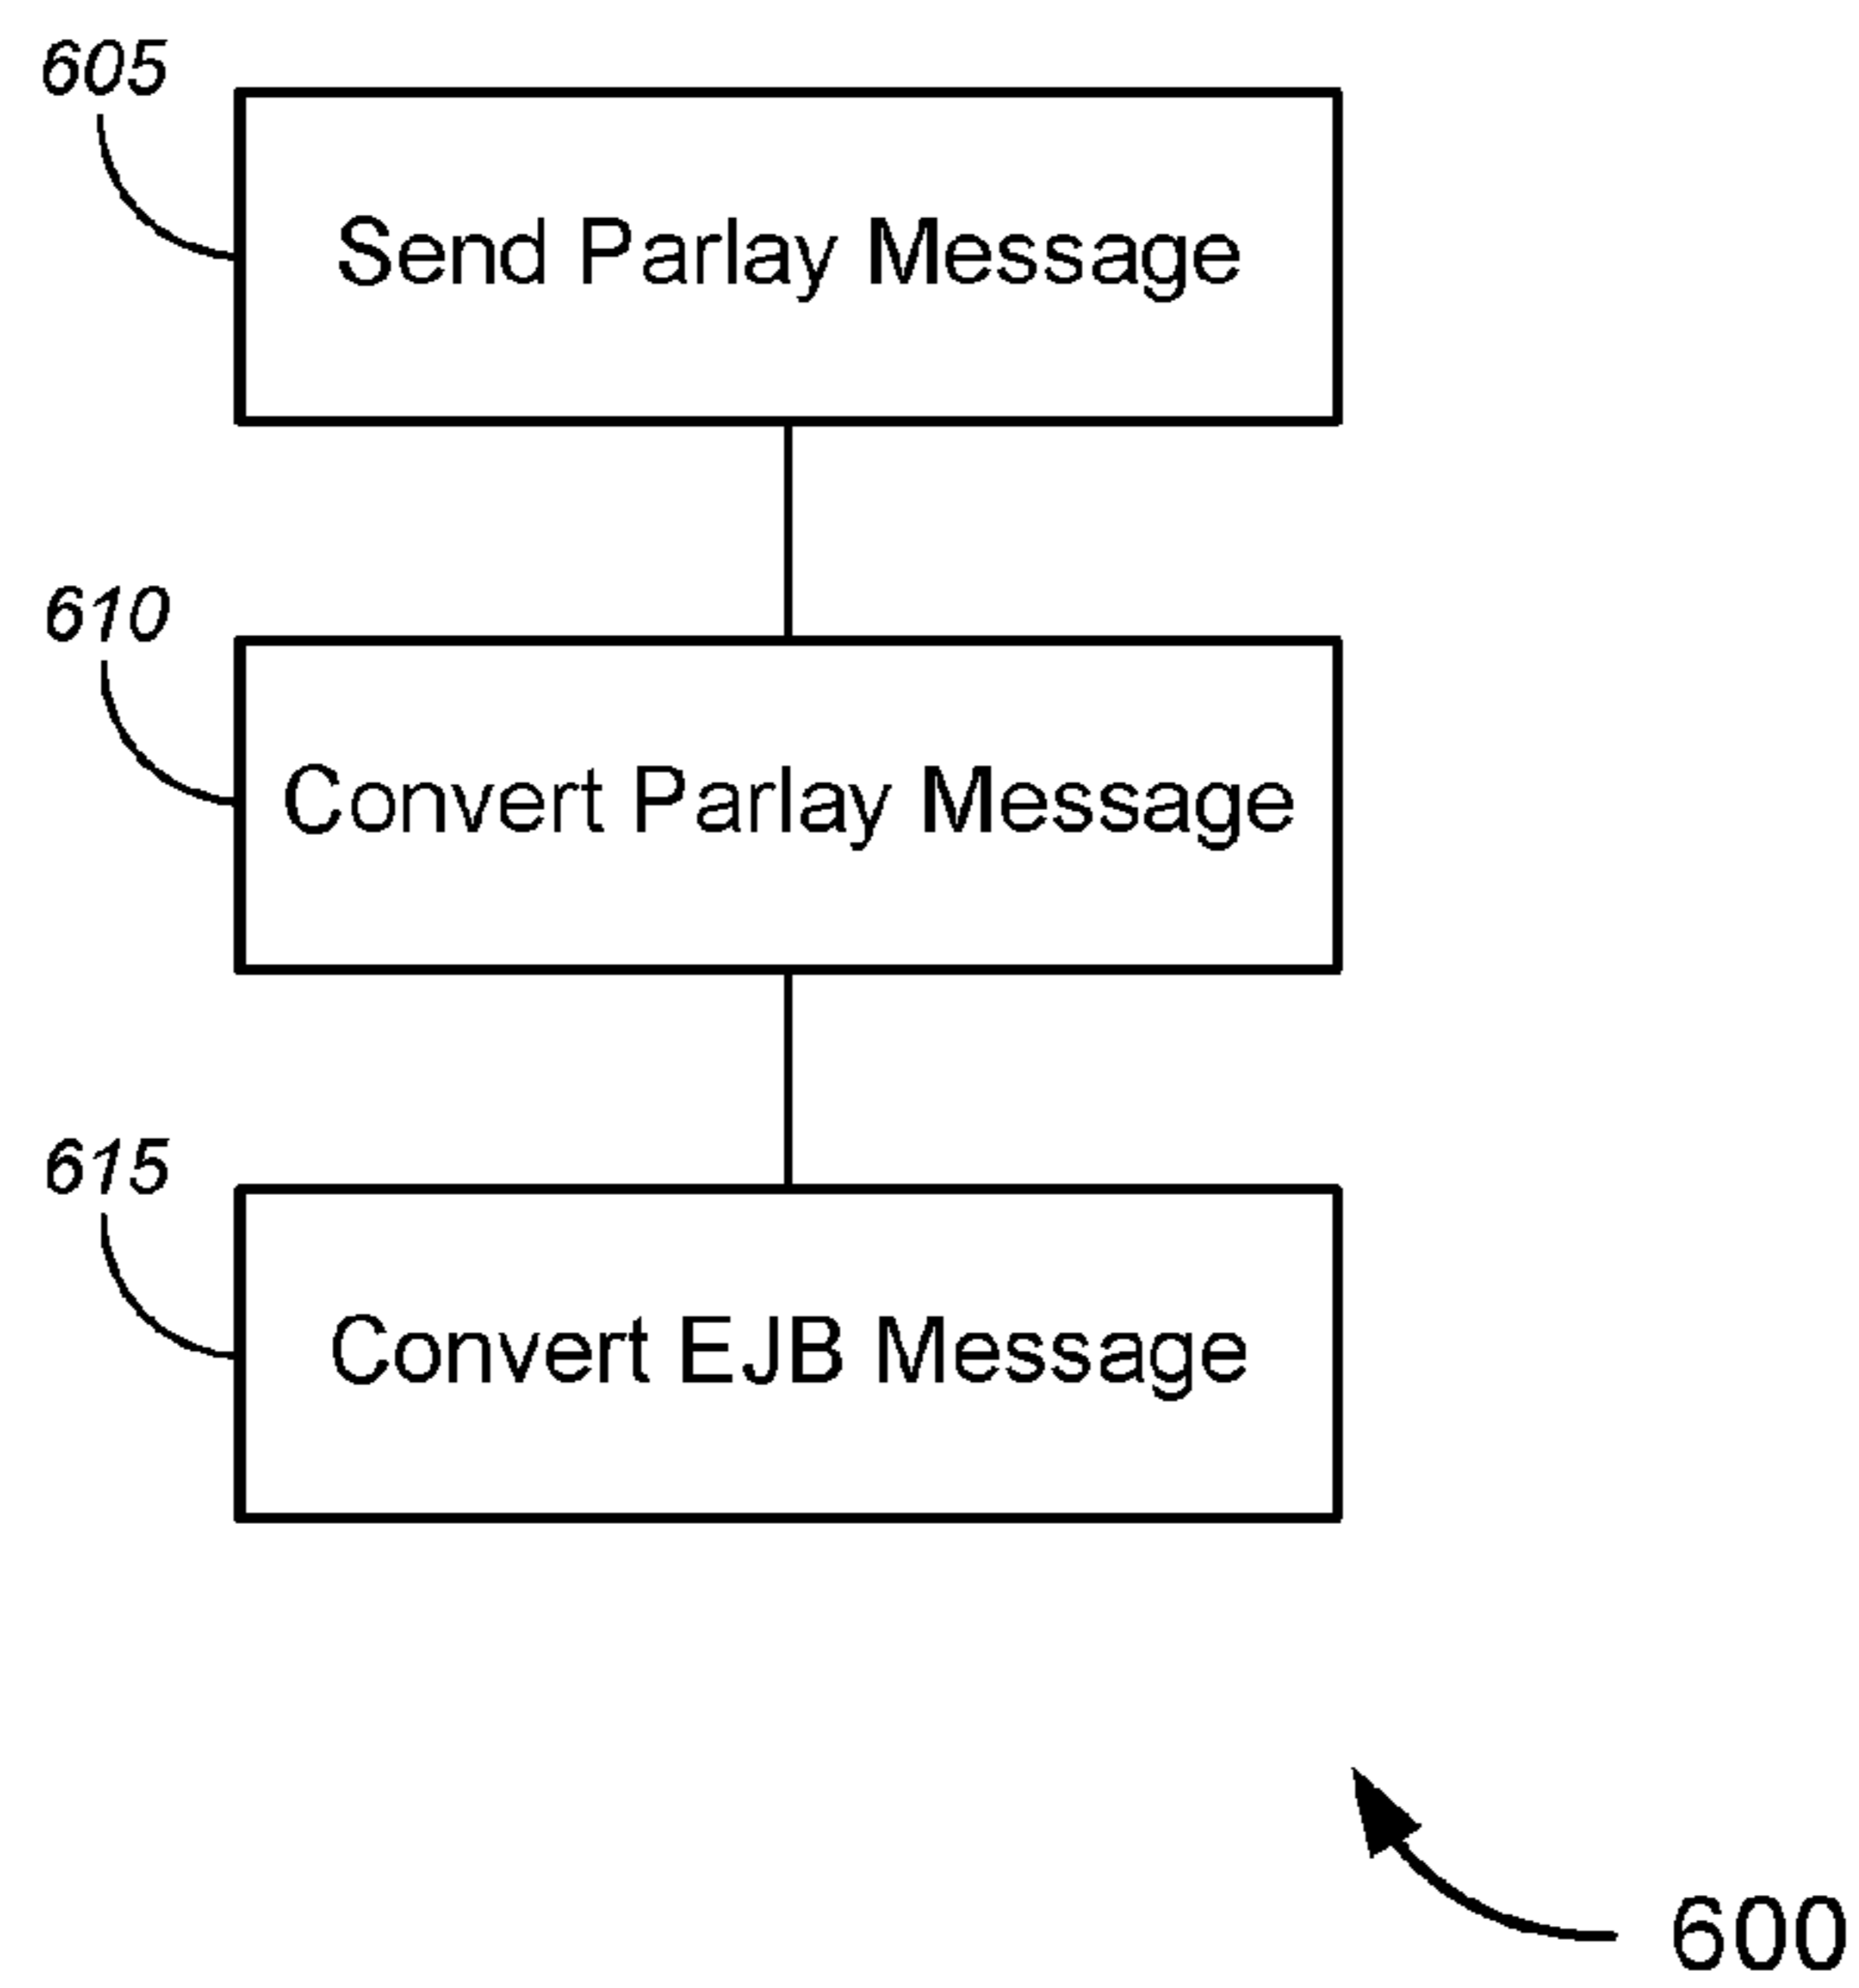 605
Send Parlay Message
610
Convert Parlay Message
615
Convert EJB Message
600